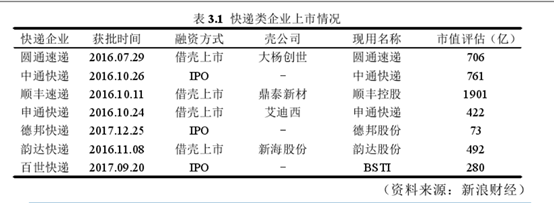 表 3.1 快递类企业上市情况
快递企业 获批时间 融资方式 壳公司 现用名称 市值评估（亿）
圆通速递 2016.07.29 借壳上市 大杨创世 圆通速递 706
中通快递 2016.10.26 IPO - 中通快递 761
顺丰速递 2016.10.11 借壳上市 鼎泰新材 顺丰控股 1901
申通快递 2016.10.24 借壳上市 艾迪西 申通快递 422
德邦快递 2017.12.25 IPO - 德邦股份 73
韵达快递 2016.11.08 借壳上市 新海股份 韵达股份 492
百世快递 2017.09.20 IPO - BSTI 280
（资料来源：新浪财经）